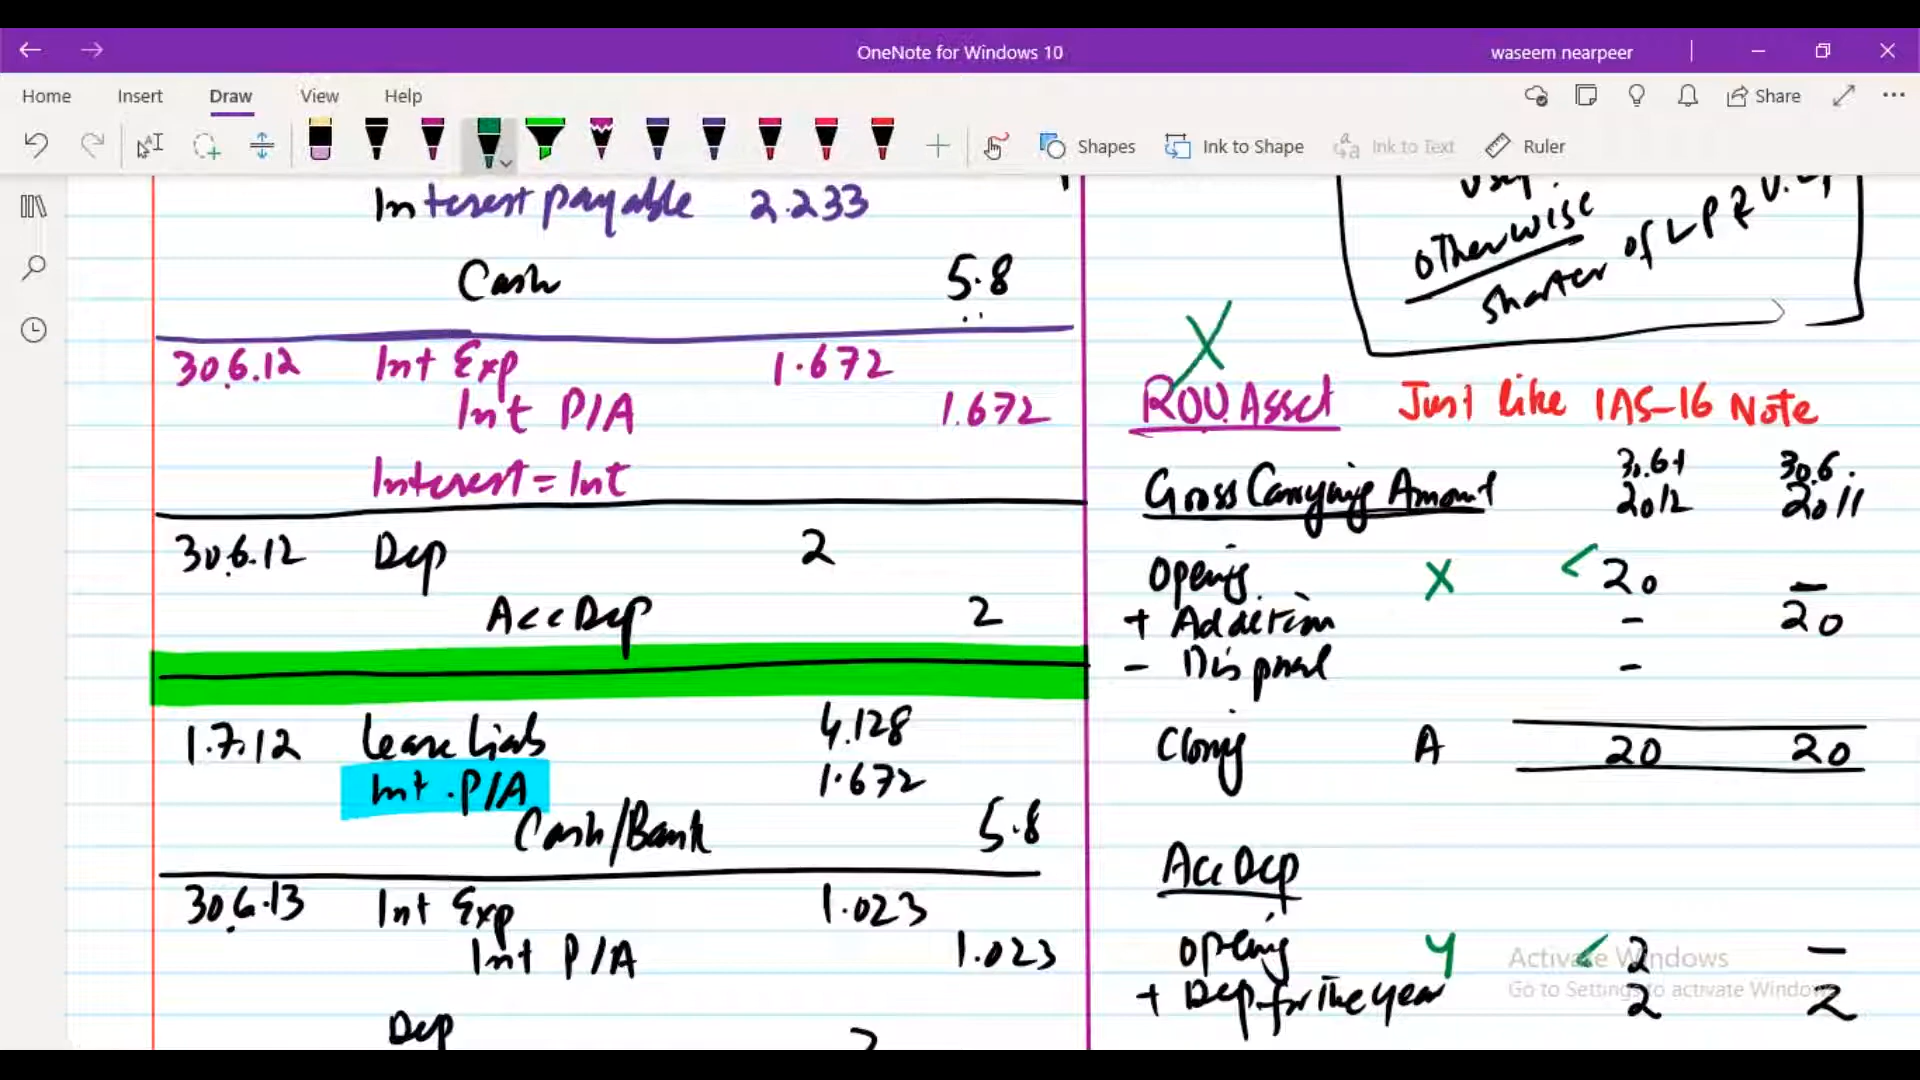 OneNote for Windows 10
waseem nearpeer
Home Insert Draw View Help
Share
Shapes
Ink to Shape
Ink to Text
Ruler
Interest payable 2.233
Cash 5.8
30.6.12 Int Exp 1.672
Int P/A 1.672
Interest = Int
30.6.12 Dep 2
Acc Dep 2
1.7.12 Lease Liab 4.128
Int. P/A 1.672
Cash/Bank 5.8
30.6.13 Int Exp 1.023
Int P/A 1.023
Dep
otherwise
shorter of LP &
X
ROU Asset Just like IAS-16 Note
Gross Carrying Amount
2012
30.6.
2011
Opening X < 20 -
+ Addition - 20
- Disposal -
Closing A 20 20
Acc Dep
Opening Y < 2 -
+ Dep for the year 2 2
Activate Windows
Go to Settings to activate Windows